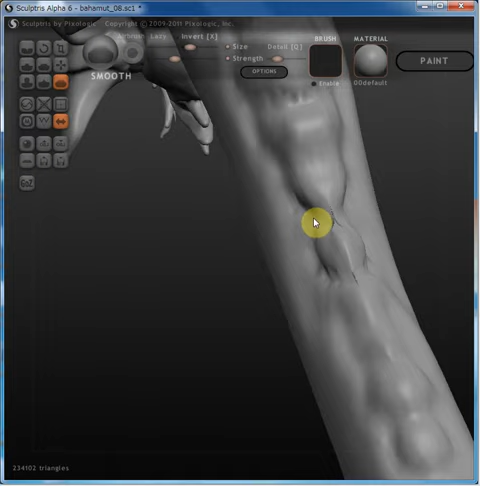 Sculptris Alpha 6 - bahamut_08.sc1 *
Sculptris by Pixologic Copyright © 2009-2011 Pixologic, Inc.
Airbrush Lazy Invert [X]
Size Detail [Q]
Strength
OPTIONS
SMOOTH
BRUSH
Enable
MATERIAL
00default
PAINT
234102 triangles